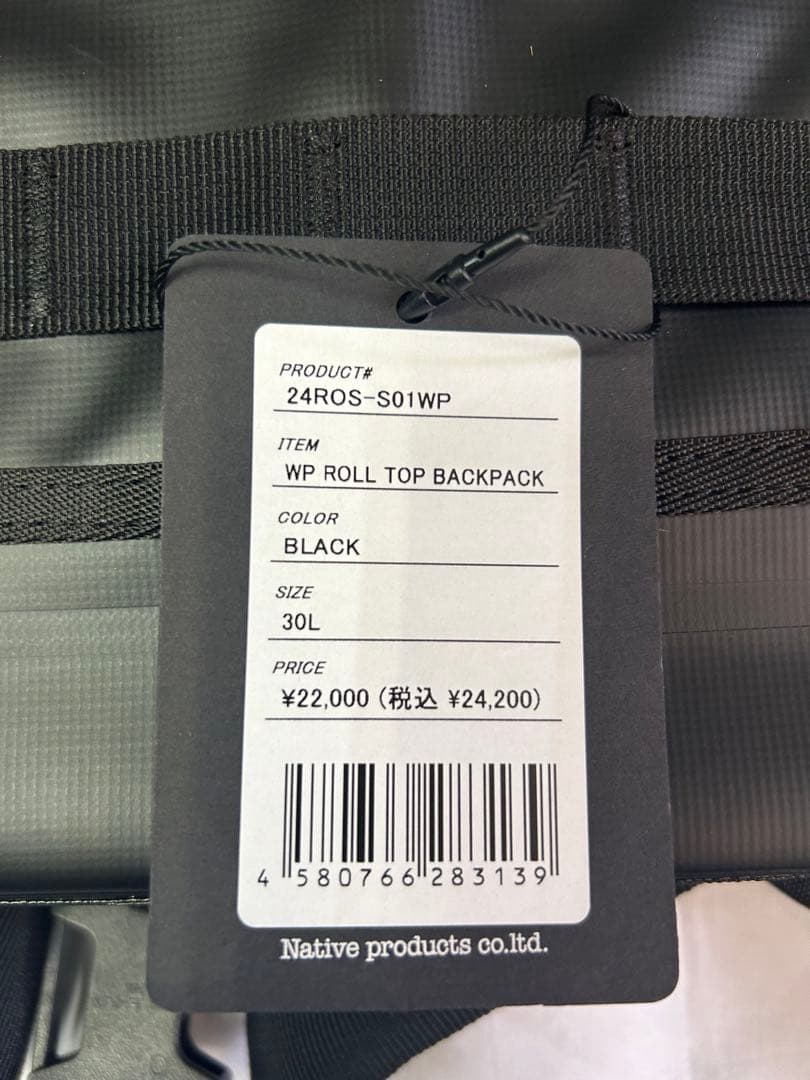 PRODUCT#
24ROS-S01WP
ITEM
WP ROLL TOP BACKPACK
COLOR
BLACK
SIZE
30L
PRICE
¥22,000 (税込 ¥24,200)
4 580766 283139
Native products co.ltd.